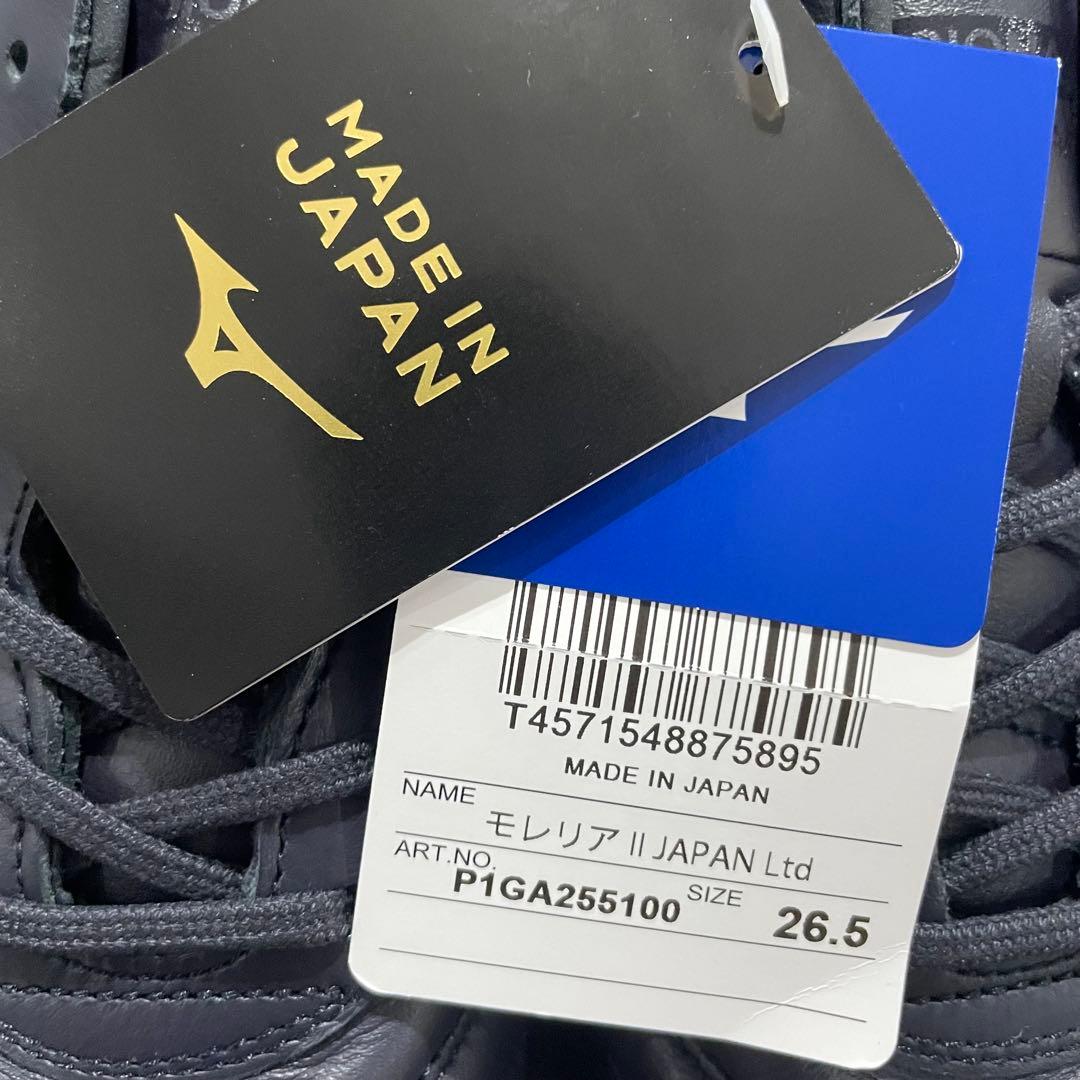 MADE IN
JAPAN
T4571548875895
MADE IN JAPAN
NAME
モレリア II JAPAN Ltd
ART.NO.
P1GA255100
SIZE
26.5